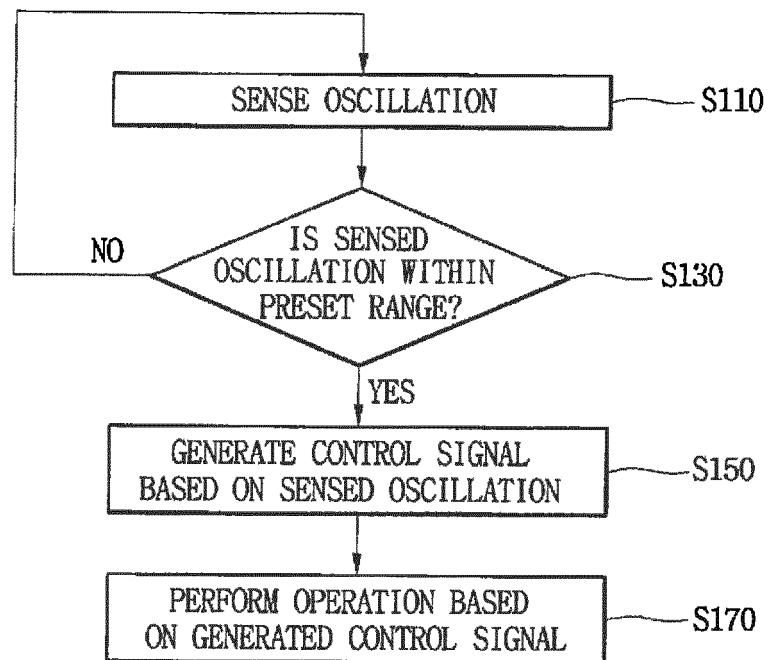 SENSE OSCILLATION
S110
IS SENSED
OSCILLATION WITHIN
PRESET RANGE?
S130
NO
YES
GENERATE CONTROL SIGNAL
BASED ON SENSED OSCILLATION
S150
PERFORM OPERATION BASED
ON GENERATED CONTROL SIGNAL
S170